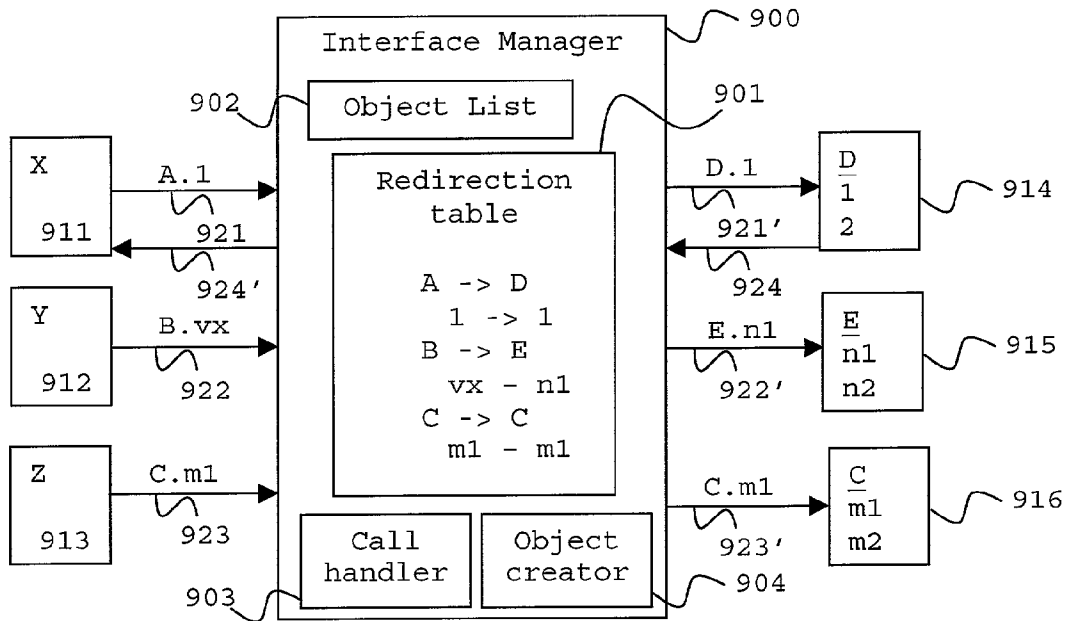 900
Interface Manager
902
Object List
901
X
911
A.1
921
924'
Redirection
table
A -> D
1 -> 1
B -> E
vx - n1
C -> C
m1 - m1
D.1
921'
924
D
1
2
914
Y
912
B.vx
922
E.n1
922'
E
n1
n2
915
Z
913
C.m1
923
C.m1
923'
C
m1
m2
916
Call
handler
903
Object
creator
904